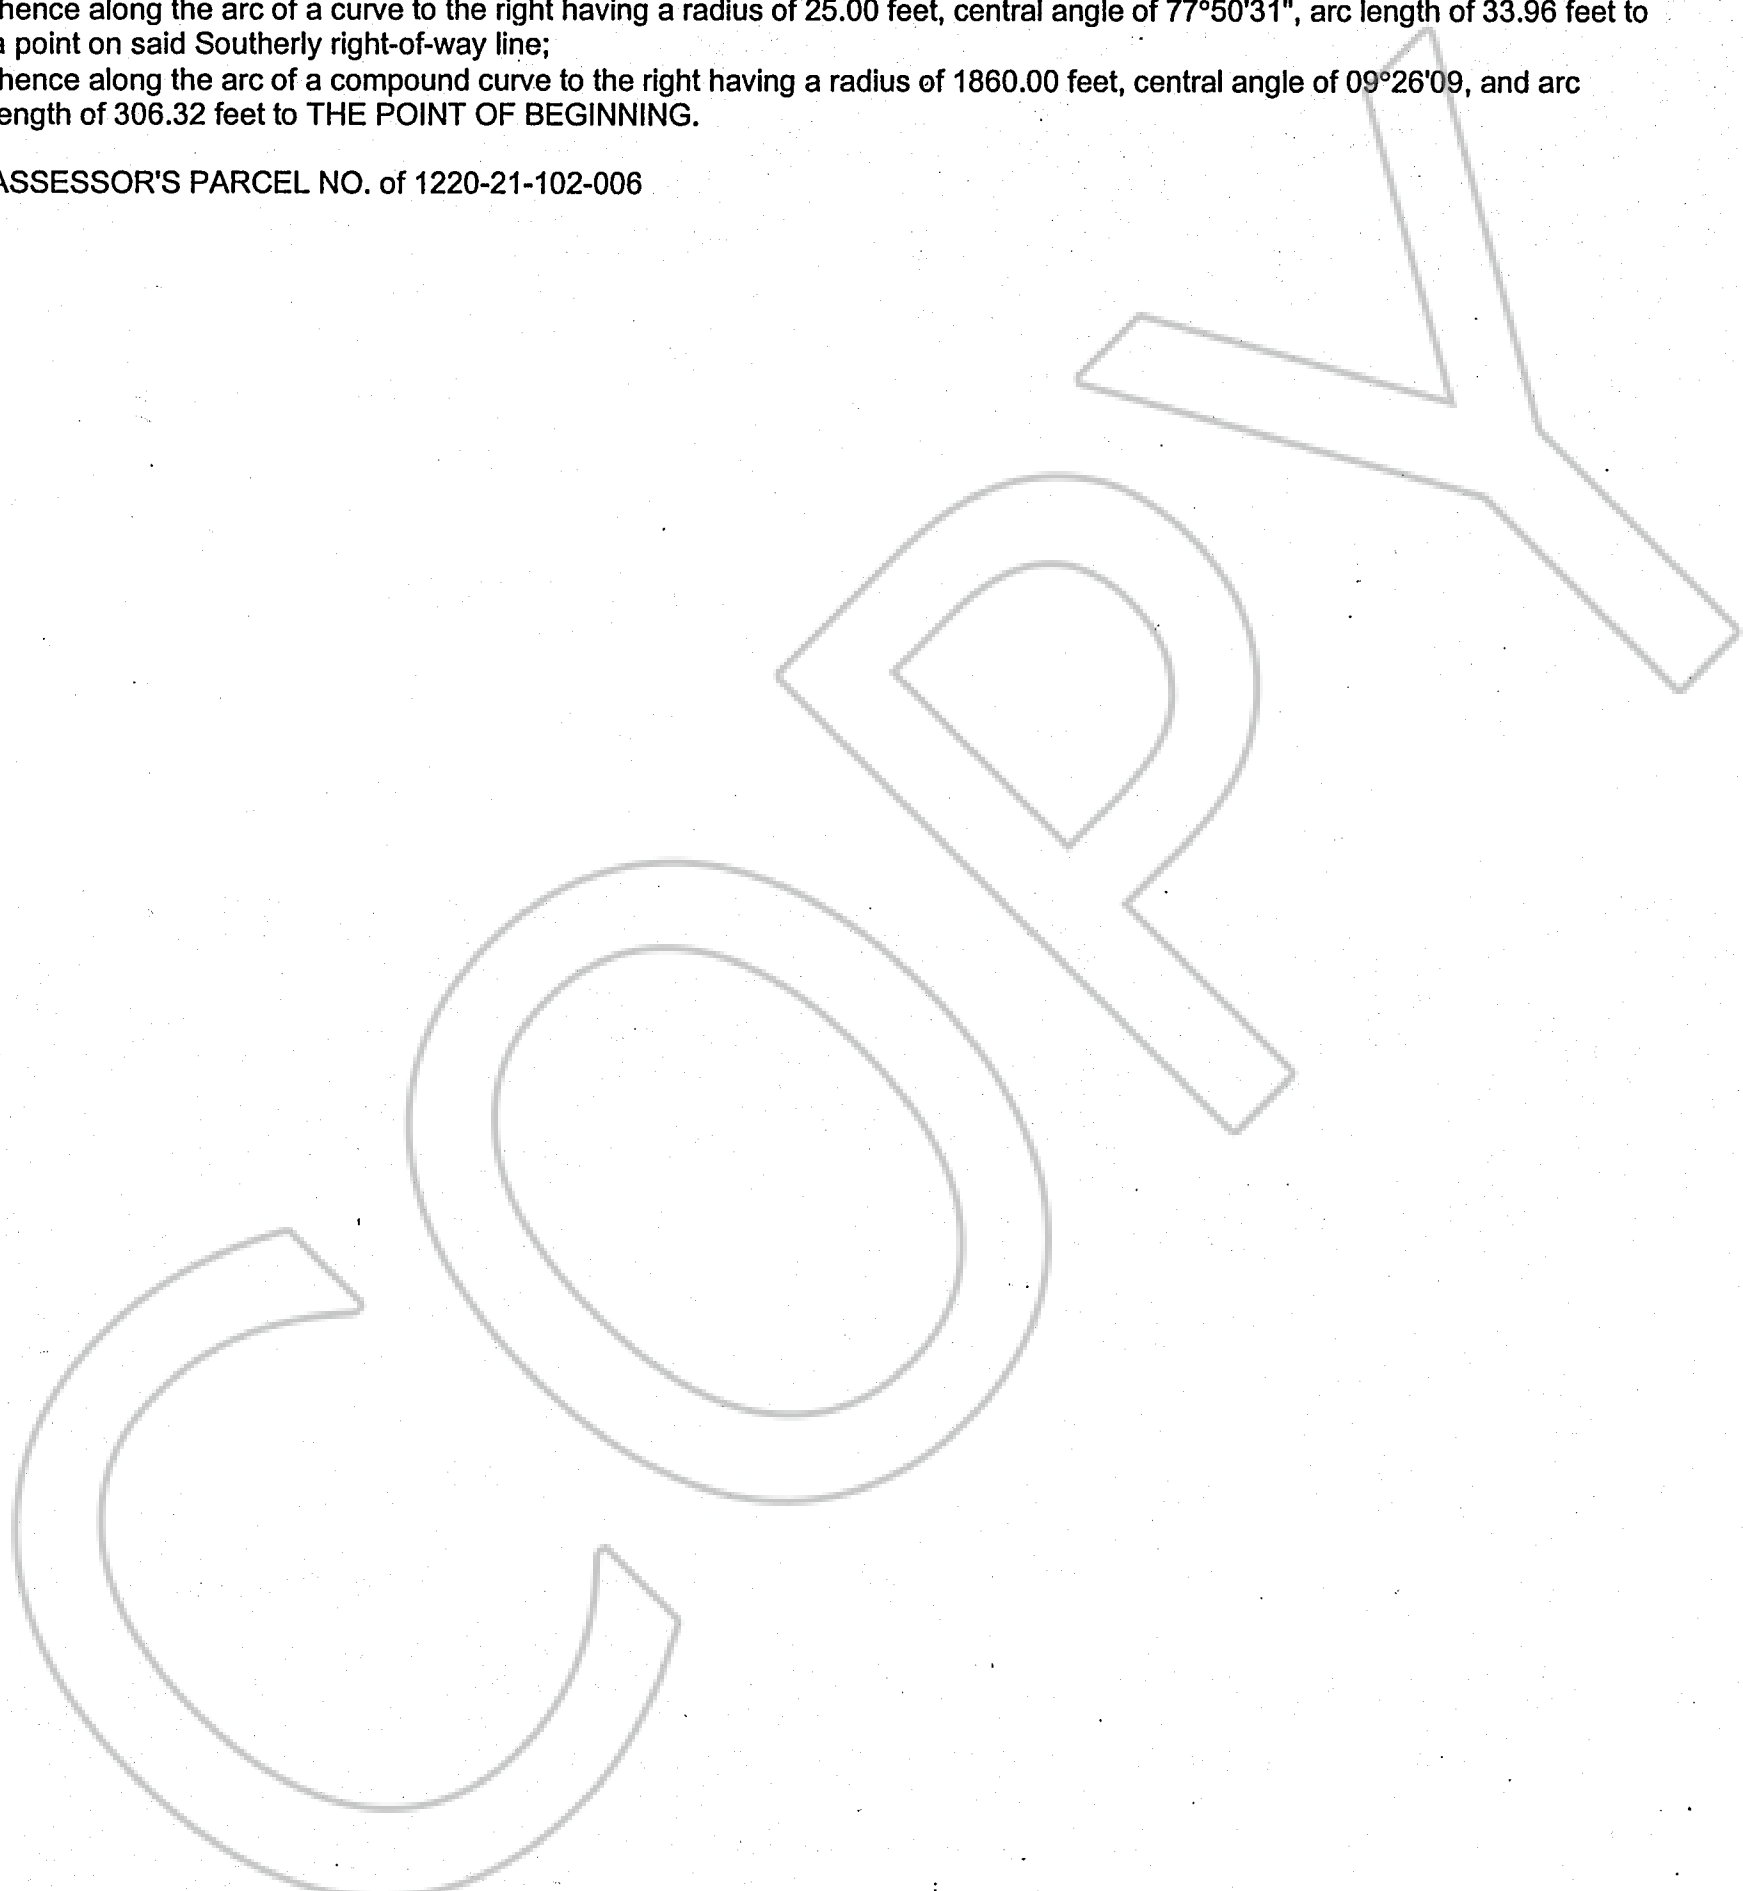 hence along the arc of a curve to the right having a radius of 25.00 feet, central angle of 77°50'31", arc length of 33.96 feet to
a point on said Southerly right-of-way line;
hence along the arc of a compound curve to the right having a radius of 1860.00 feet, central angle of 09°26'09, and arc
ength of 306.32 feet to THE POINT OF BEGINNING.
ASSESSOR'S PARCEL NO. of 1220-21-102-006
COPY